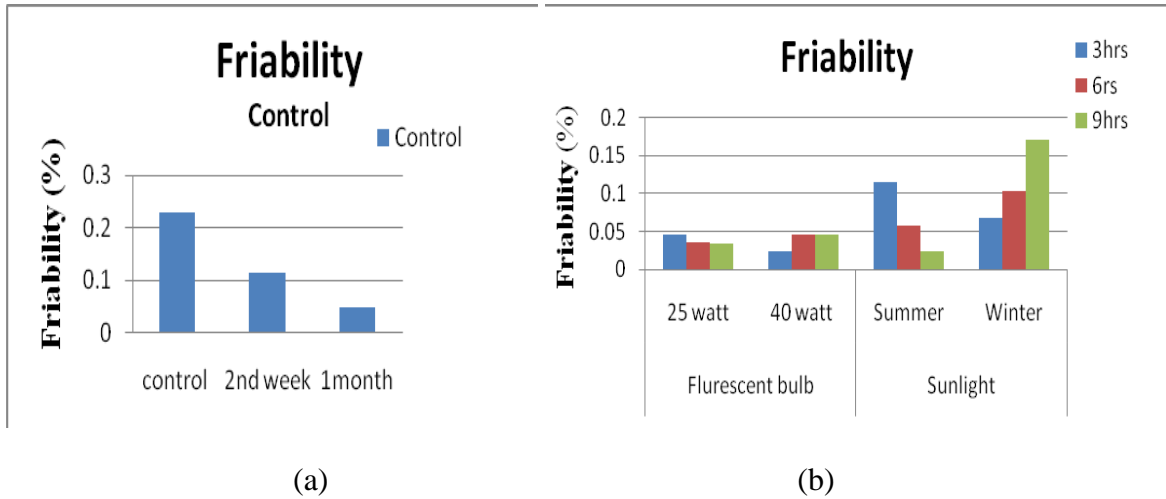 Friability
Control
Control
Friability (%)
0.3
0.2
0.1
0
control 2nd week 1month
(a)
Friability
3hrs
6rs
9hrs
Friability (%)
0.2
0.15
0.1
0.05
0
25 watt 40 watt Summer Winter
Flurescent bulb Sunlight
(b)